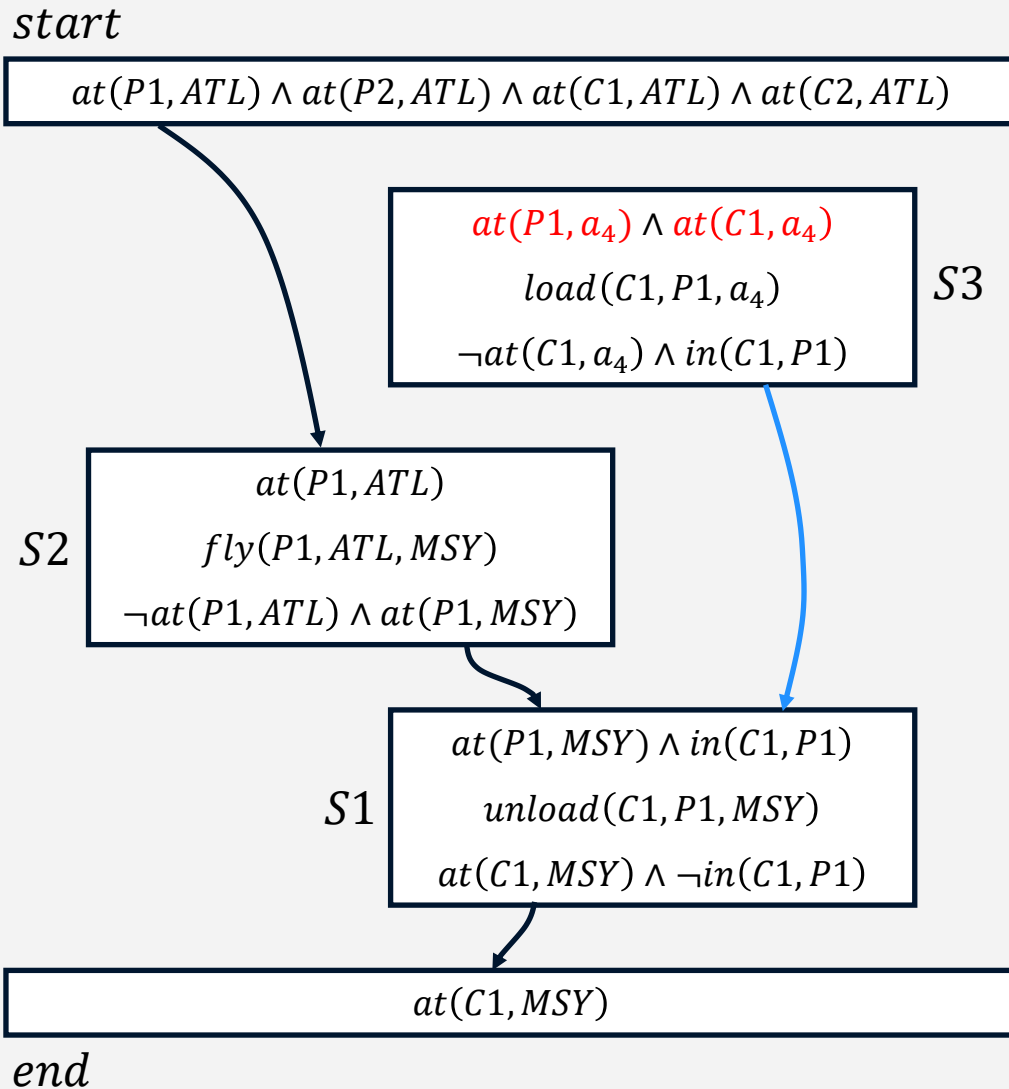 start
at(P1, ATL) ∧ at(P2, ATL) ∧ at(C1, ATL) ∧ at(C2, ATL)
at(P1, a₄) ∧ at(C1, a₄)
load(C1, P1, a₄)
¬at(C1, a₄) ∧ in(C1, P1)
S3
at(P1, ATL)
fly(P1, ATL, MSY)
¬at(P1, ATL) ∧ at(P1, MSY)
S2
at(P1, MSY) ∧ in(C1, P1)
unload(C1, P1, MSY)
at(C1, MSY) ∧ ¬in(C1, P1)
S1
at(C1, MSY)
end